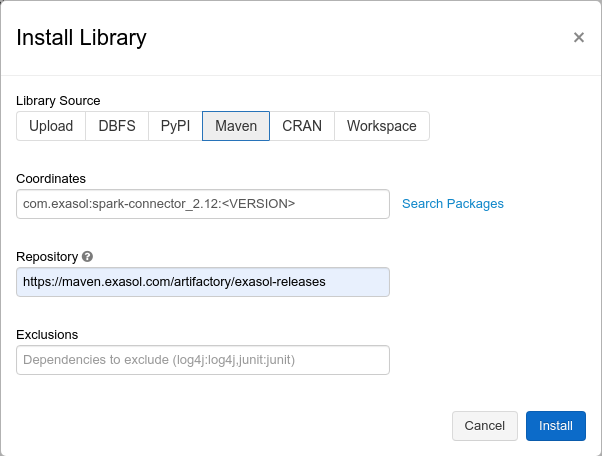 Install Library
×
Library Source
Upload DBFS PyPI Maven CRAN Workspace
Coordinates
com.exasol:spark-connector_2.12:<VERSION> Search Packages
Repository ?
https://maven.exasol.com/artifactory/exasol-releases
Exclusions
Dependencies to exclude (log4j:log4j,junit:junit)
Cancel Install